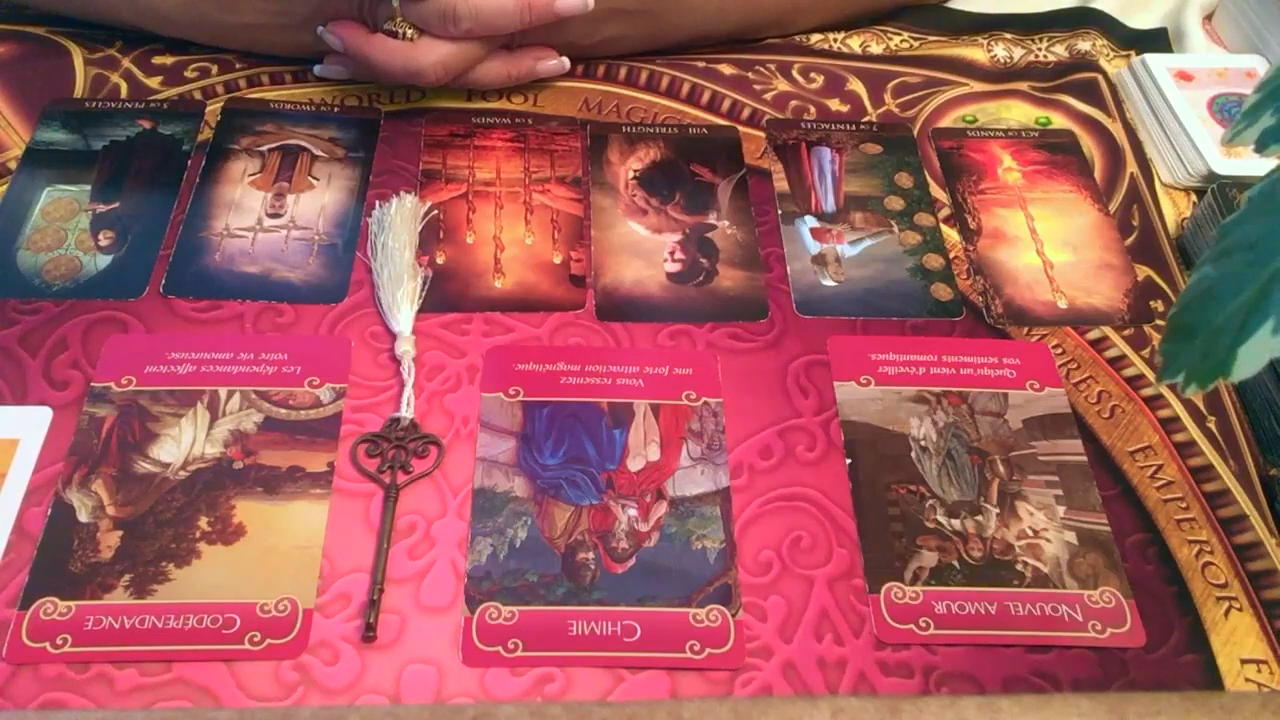 WORLD FOOL MAGIC
5 OF PENTACLES
4 OF SWORDS
5 OF WANDS
VIII · STRENGTH
7 OF PENTACLES
ACE OF WANDS
PRESS EMPEROR
Les dépendances affectent
votre vie amoureuse.
CODÉPENDANCE
Vous ressentez
une forte attraction magnétique.
CHIMIE
Quelqu'un vient d'éveiller
vos sentiments romantiques.
NOUVEL AMOUR